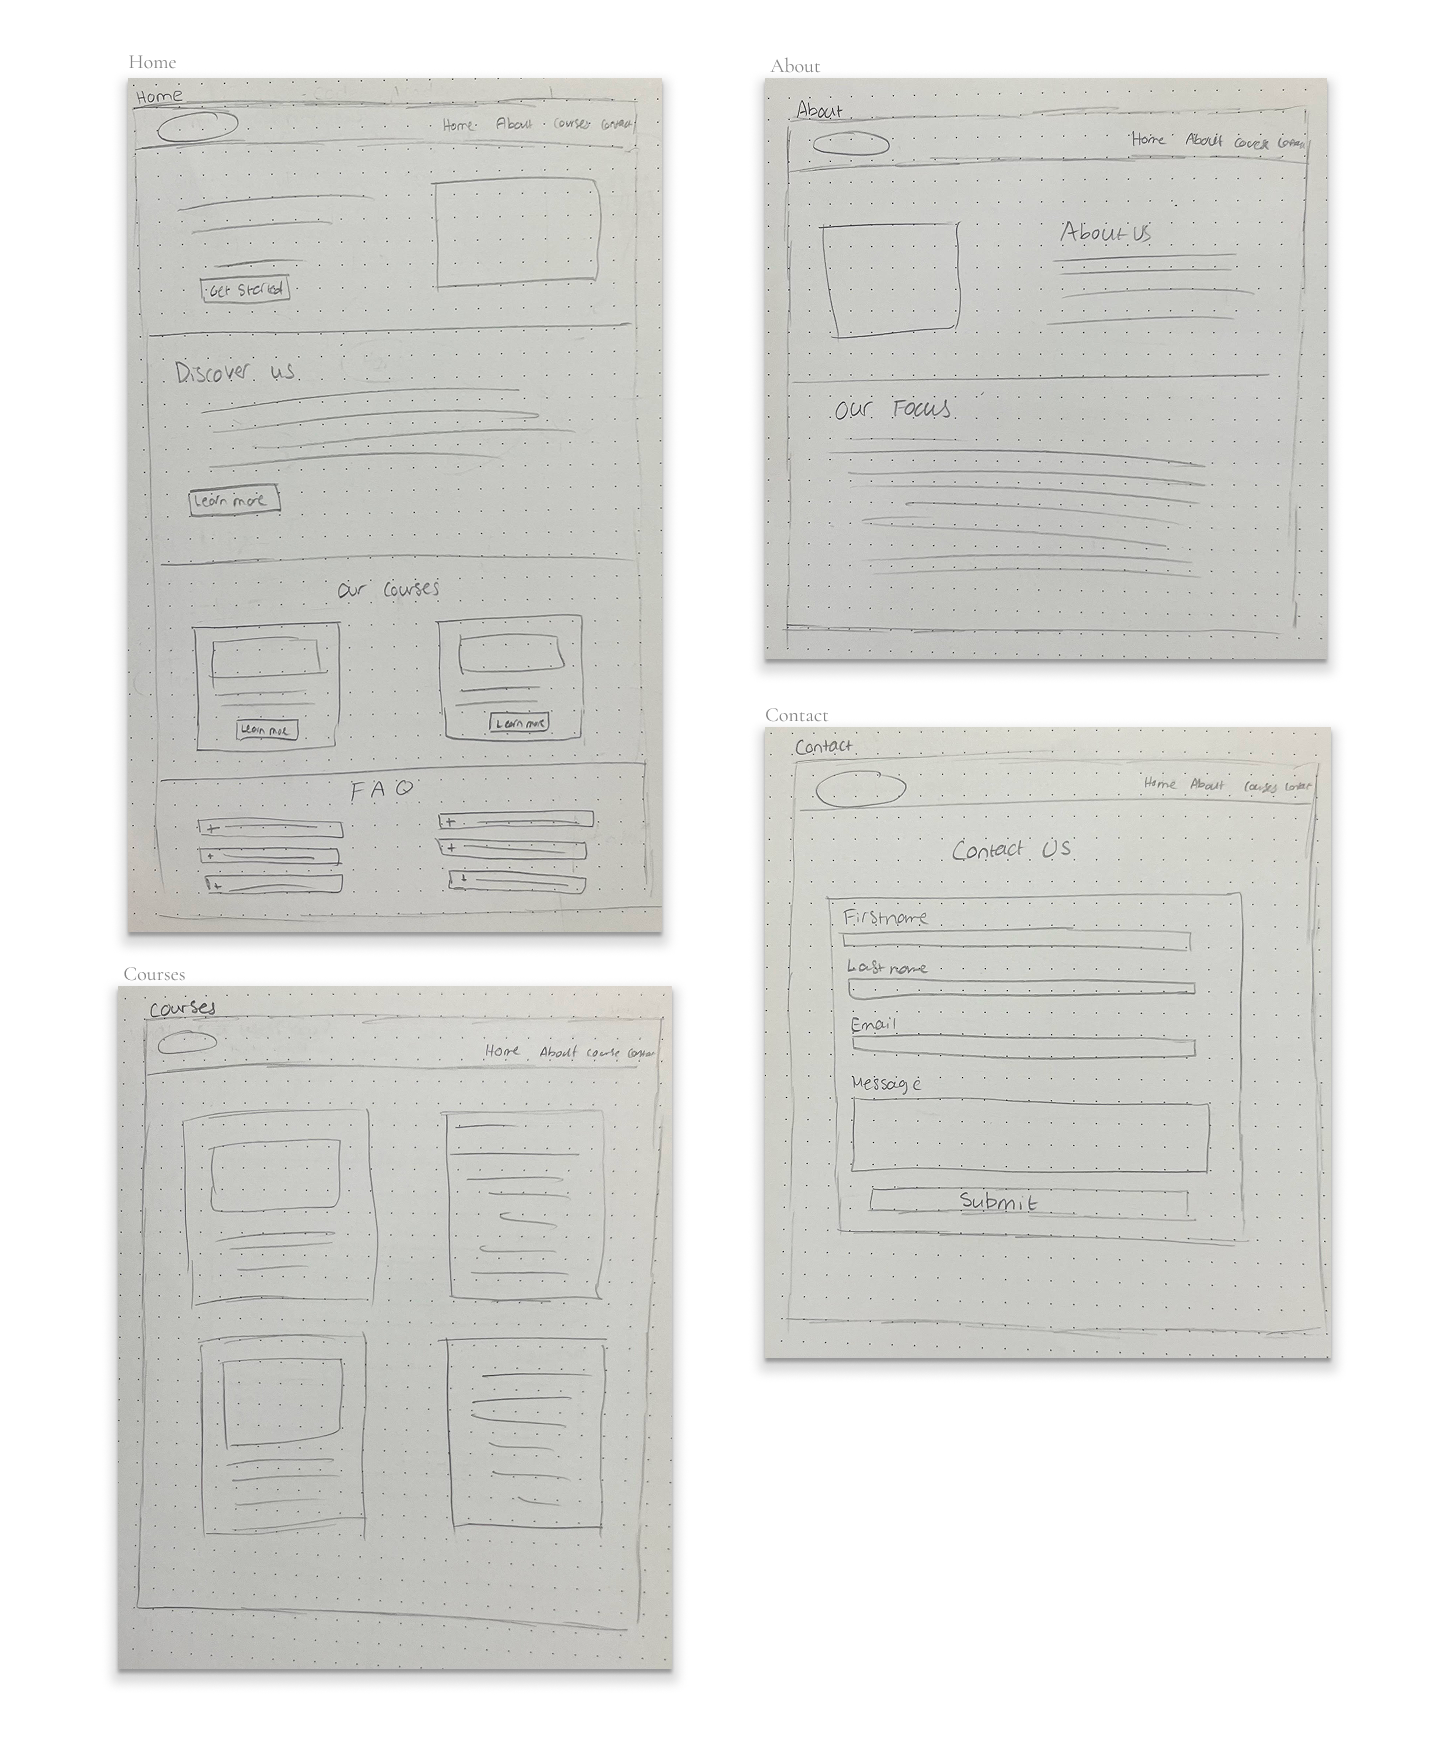 Home
Home
Home About Courses Contact
Get Started
Discover us
Learn more
our courses
Learn more
Learn more
FAQ
+
+
+
+
+
+
Courses
courses
Home About course Contact
About
About
Home About course Contact
About US
Our Focus
Contact
Contact
Home About Courses Contact
Contact US
Firstname
Last name
Email
Message
Submit